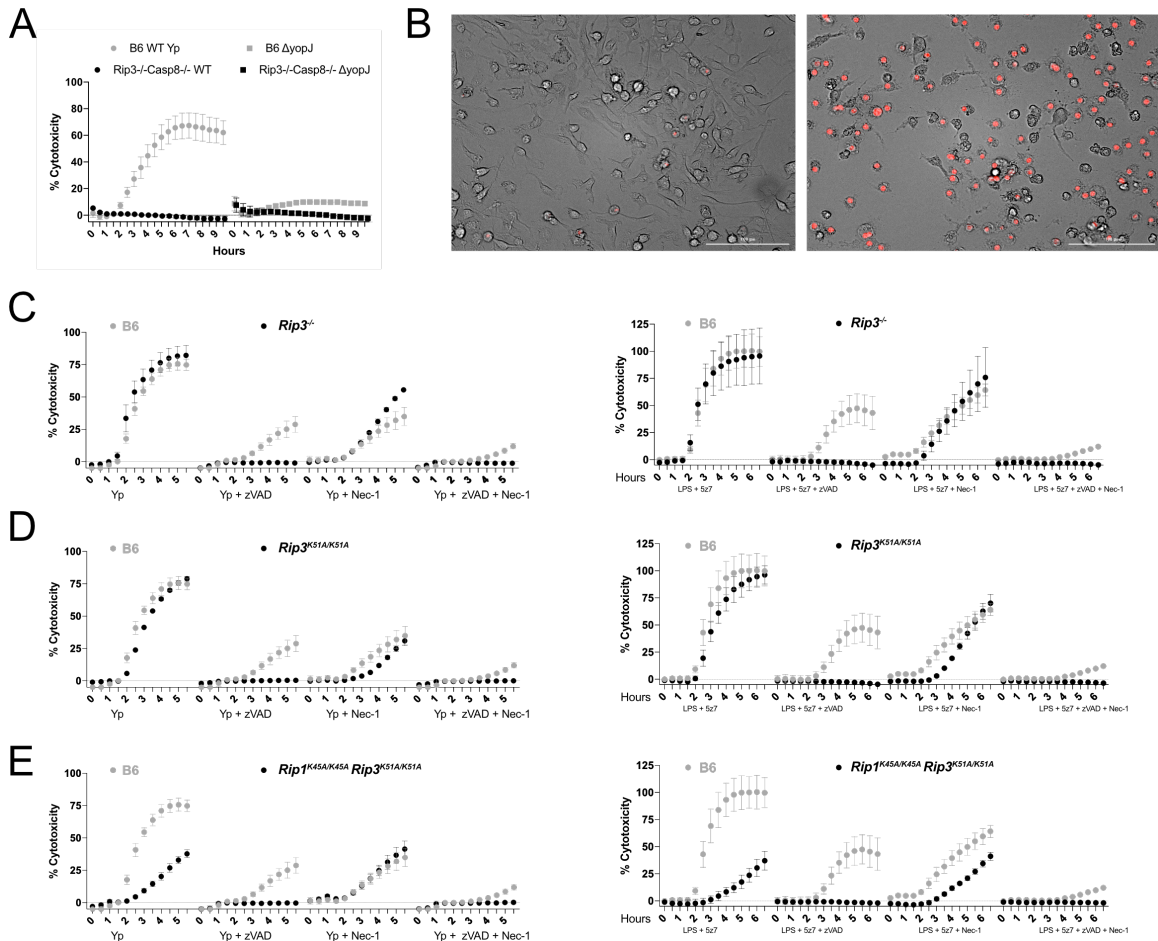 A
B6 WT Yp
B6 ΔyopJ
Rip3-/-Casp8-/- WT
Rip3-/-Casp8-/- ΔyopJ
% Cytotoxicity
100
80
60
40
20
0
0 1 2 3 4 5 6 7 8 9 0 1 2 3 4 5 6 7 8 9
Hours
B
C
B6
Rip3-/-
% Cytotoxicity
100
75
50
25
0
0 1 2 3 4 5 0 1 2 3 4 5 0 1 2 3 4 5 0 1 2 3 4 5
Yp
Yp + zVAD
Yp + Nec-1
Yp + zVAD + Nec-1
B6
Rip3-/-
% Cytotoxicity
125
100
75
50
25
0
Hours
0 1 2 3 4 5 6 0 1 2 3 4 5 6 0 1 2 3 4 5 6 0 1 2 3 4 5 6
LPS + 5z7
LPS + 5z7 + zVAD
LPS + 5z7 + Nec-1
LPS + 5z7 + zVAD + Nec-1
D
B6
Rip3K51A/K51A
% Cytotoxicity
100
75
50
25
0
0 1 2 3 4 5 0 1 2 3 4 5 0 1 2 3 4 5 0 1 2 3 4 5
Yp
Yp + zVAD
Yp + Nec-1
Yp + zVAD + Nec-1
B6
Rip3K51A/K51A
% Cytotoxicity
125
100
75
50
25
0
Hours
0 1 2 3 4 5 6 0 1 2 3 4 5 6 0 1 2 3 4 5 6 0 1 2 3 4 5 6
LPS + 5z7
LPS + 5z7 + zVAD
LPS + 5z7 + Nec-1
LPS + 5z7 + zVAD + Nec-1
E
B6
Rip1K45A/K45A Rip3K51A/K51A
% Cytotoxicity
100
75
50
25
0
0 1 2 3 4 5 0 1 2 3 4 5 0 1 2 3 4 5 0 1 2 3 4 5
Yp
Yp + zVAD
Yp + Nec-1
Yp + zVAD + Nec-1
B6
Rip1K45A/K45A Rip3K51A/K51A
% Cytotoxicity
125
100
75
50
25
0
Hours
0 1 2 3 4 5 6 0 1 2 3 4 5 6 0 1 2 3 4 5 6 0 1 2 3 4 5 6
LPS + 5z7
LPS + 5z7 + zVAD
LPS + 5z7 + Nec-1
LPS + 5z7 + zVAD + Nec-1